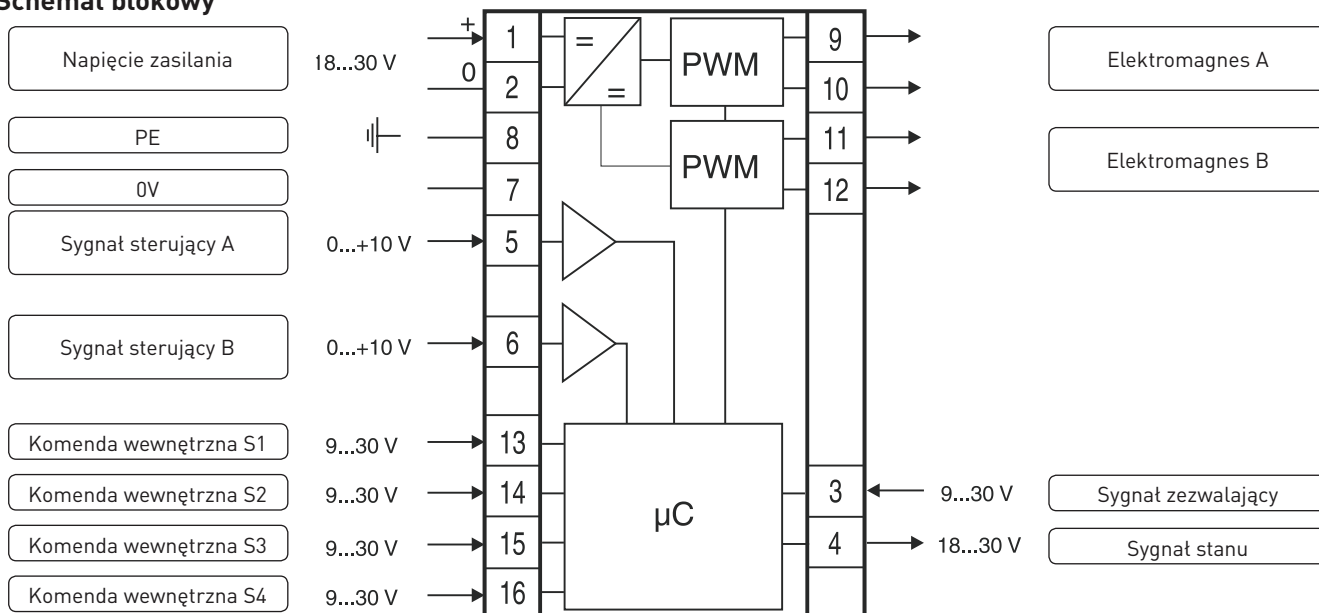 Schemat blokowy
Napięcie zasilania 18...30 V + 1 = PWM 9 Elektromagnes A
0 2 = 10
PE 8 PWM 11 Elektromagnes B
0V 7 12
Sygnał sterujący A 0...+10 V 5
Sygnał sterujący B 0...+10 V 6
Komenda wewnętrzna S1 9...30 V 13
Komenda wewnętrzna S2 9...30 V 14 µC 3 9...30 V Sygnał zezwalający
Komenda wewnętrzna S3 9...30 V 15 4 18...30 V Sygnał stanu
Komenda wewnętrzna S4 9...30 V 16